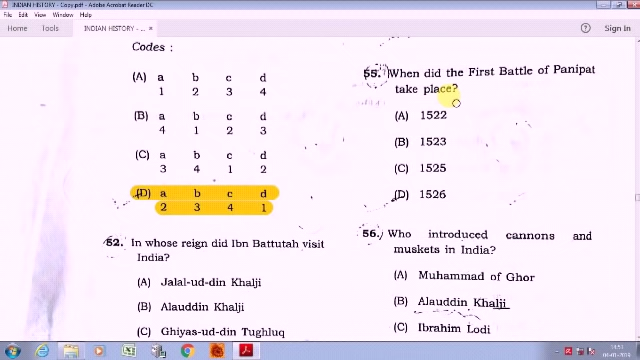 INDIAN HISTORY - Copy.pdf - Adobe Acrobat Reader DC
File Edit View Window Help
Home Tools INDIAN HISTORY - ... × Sign In
Codes :
(A) a b c d
1 2 3 4
(B) a b c d
4 1 2 3
(C) a b c d
3 4 1 2
(D) a b c d
2 3 4 1
52. In whose reign did Ibn Battutah visit
India?
(A) Jalal-ud-din Khalji
(B) Alauddin Khalji
(C) Ghiyas-ud-din Tughluq
55. When did the First Battle of Panipat
take place?
(A) 1522
(B) 1523
(C) 1525
(D) 1526
56. Who introduced cannons and
muskets in India?
(A) Muhammad of Ghor
(B) Alauddin Khalji
(C) Ibrahim Lodi